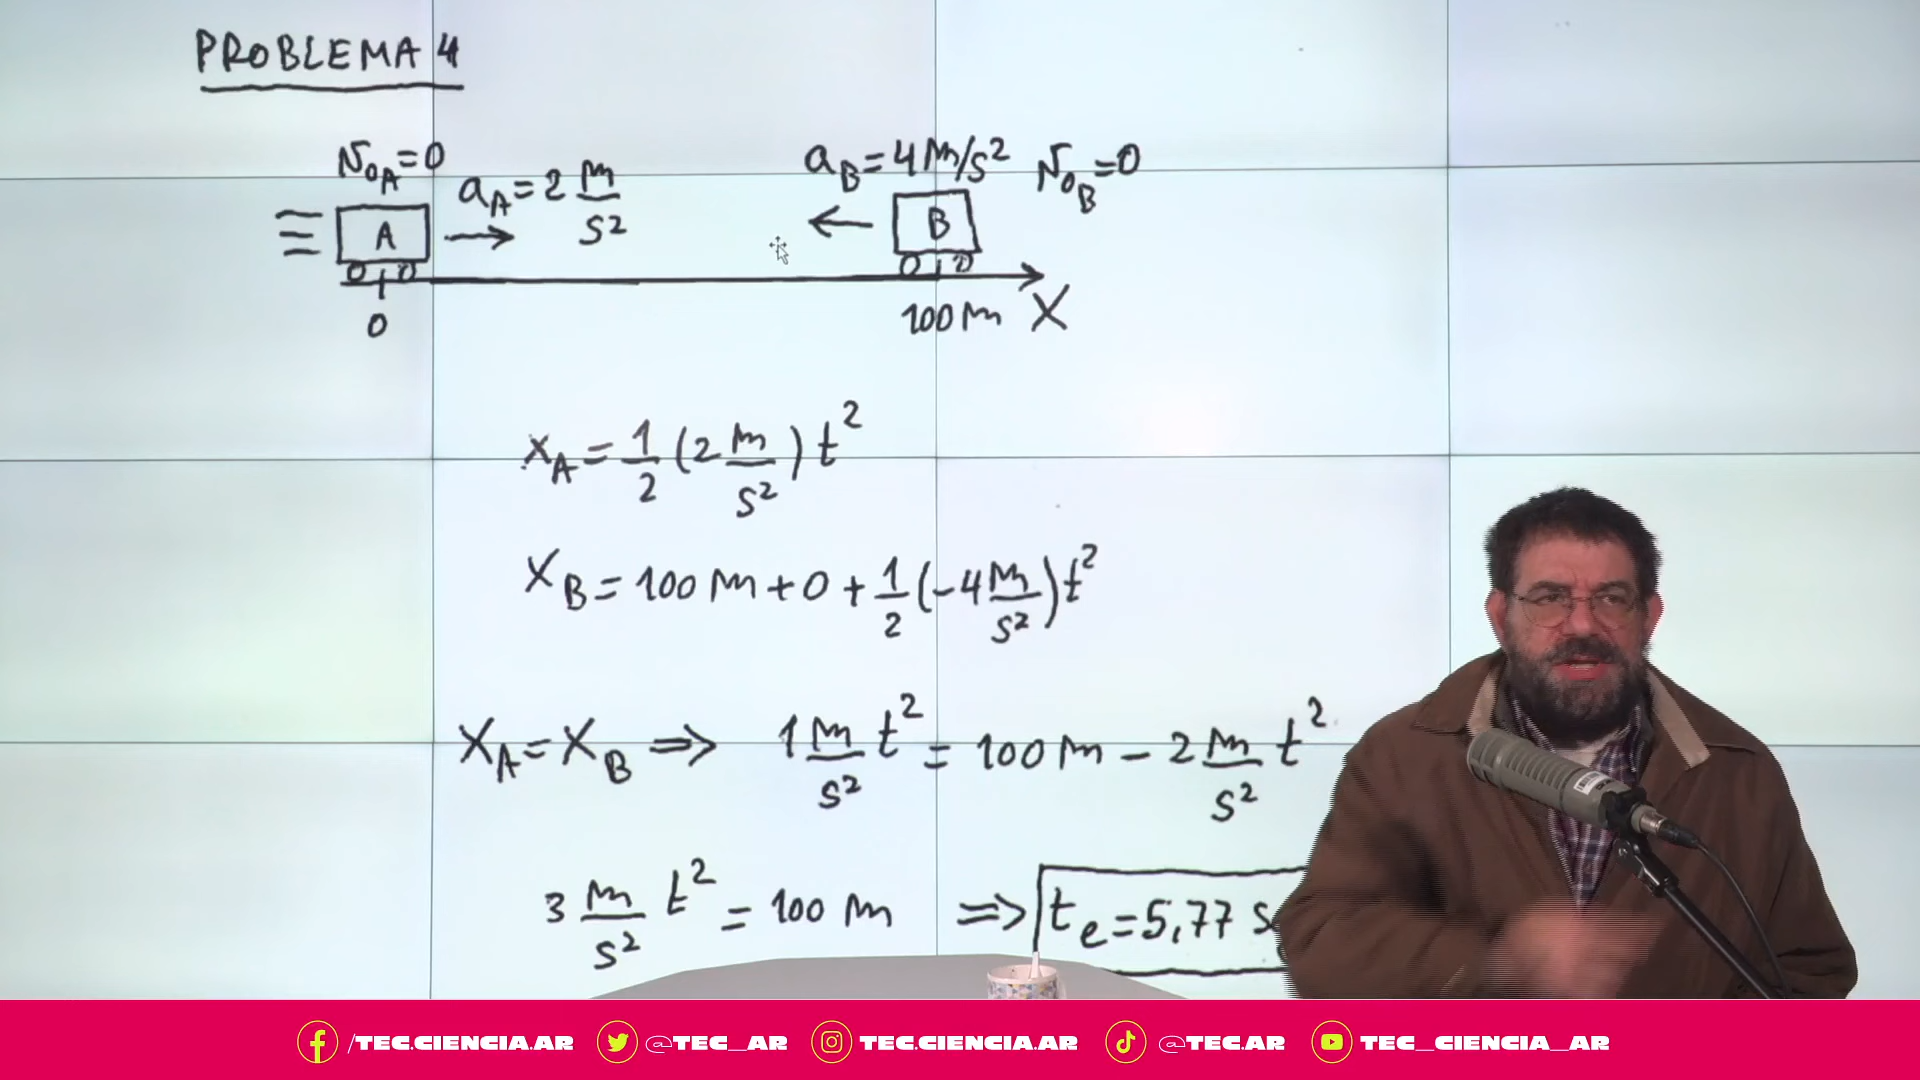 PROBLEMA 4
v₀A=0
aA=2 m/s²
aB=4 m/s² v₀B=0
A
B
0
100 m X
xA = 1/2 (2 m/s²) t²
xB = 100 m + 0 + 1/2 (-4 m/s²) t²
xA = xB ⇒ 1 m/s² t² = 100 m - 2 m/s² t²
3 m/s² t² = 100 m ⇒ te = 5,77 s
/TEC.CIENCIA.AR @TEC_AR TEC.CIENCIA.AR @TEC.AR TEC_CIENCIA_AR